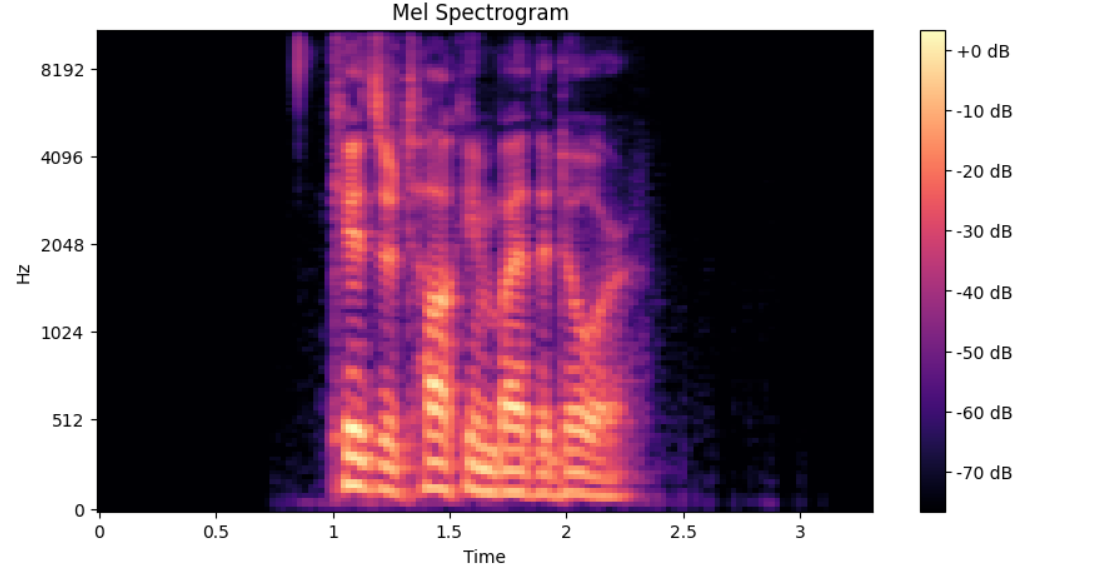 Mel Spectrogram
8192
4096
2048
1024
512
0
Hz
0 0.5 1 1.5 2 2.5 3
Time
+0 dB
-10 dB
-20 dB
-30 dB
-40 dB
-50 dB
-60 dB
-70 dB